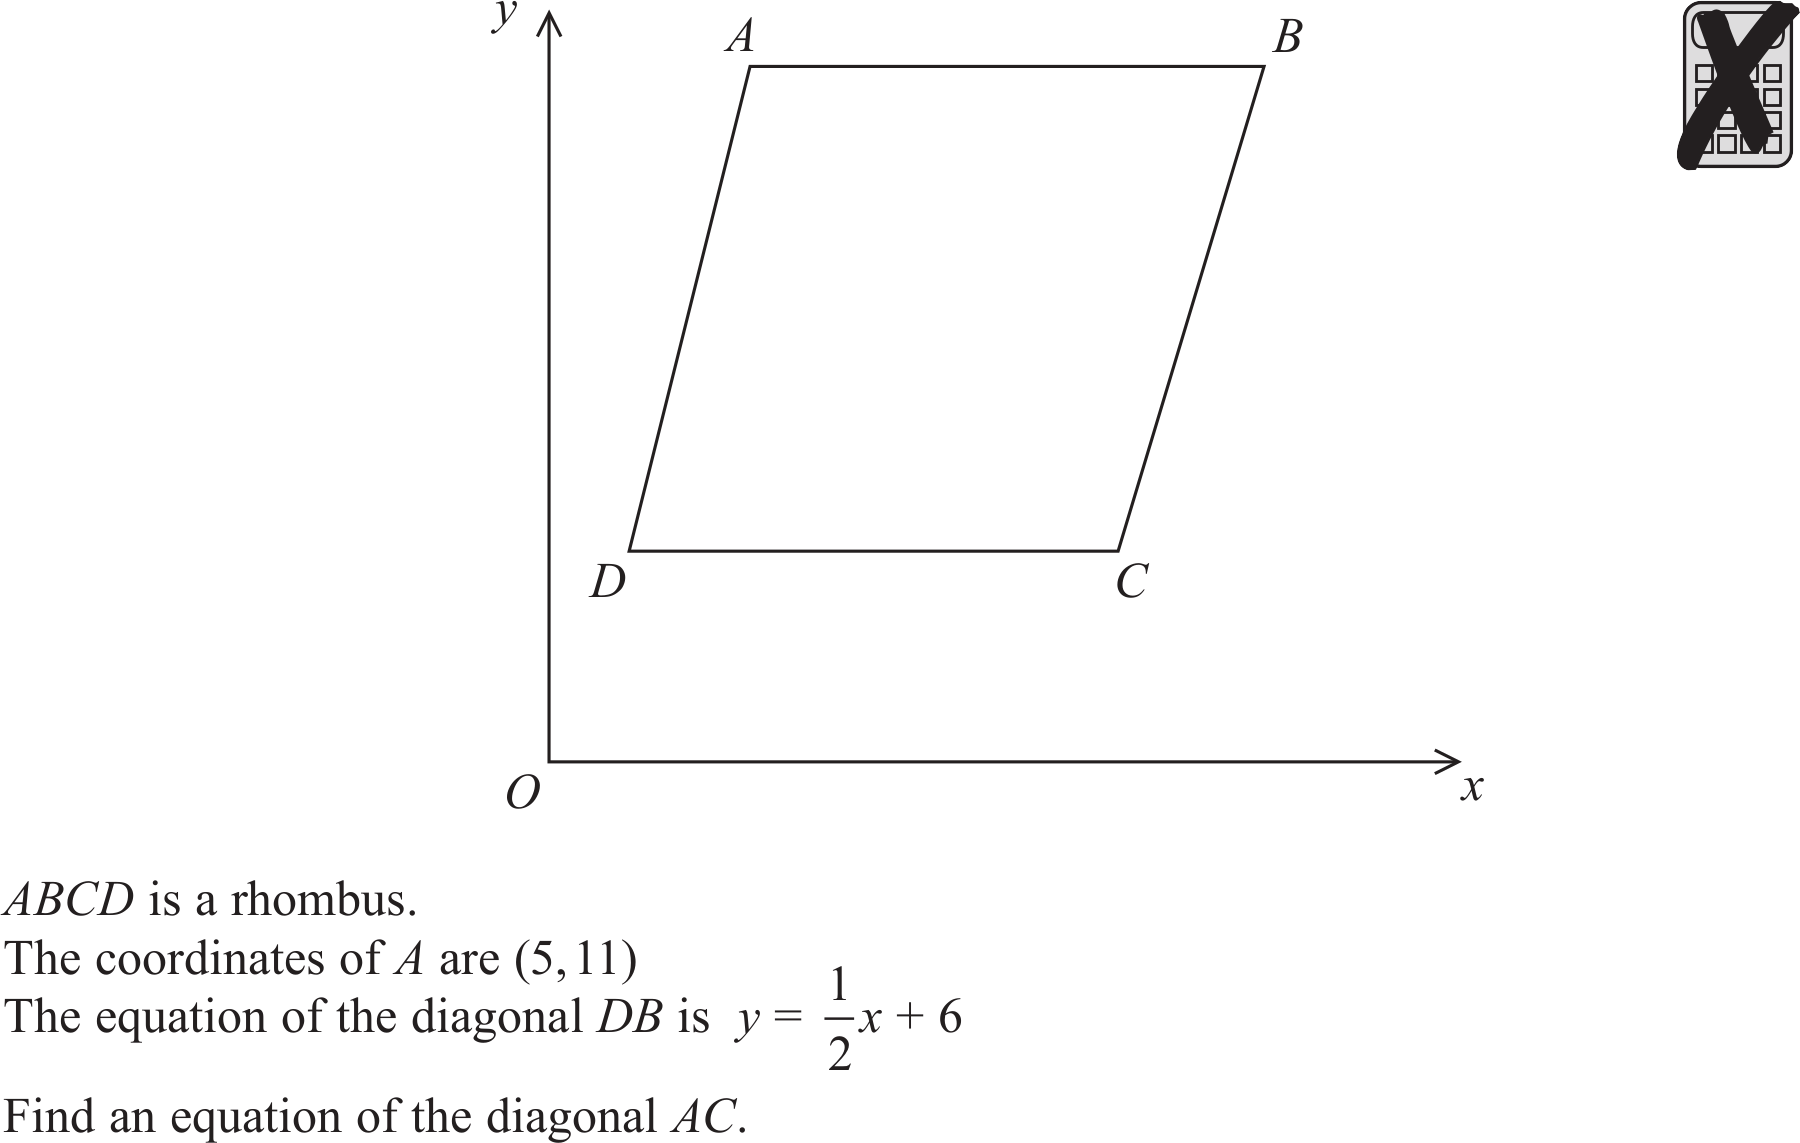 y
A
B
D
C
O
x
ABCD is a rhombus.
The coordinates of A are (5, 11)
The equation of the diagonal DB is y = 1/2 x + 6
Find an equation of the diagonal AC.